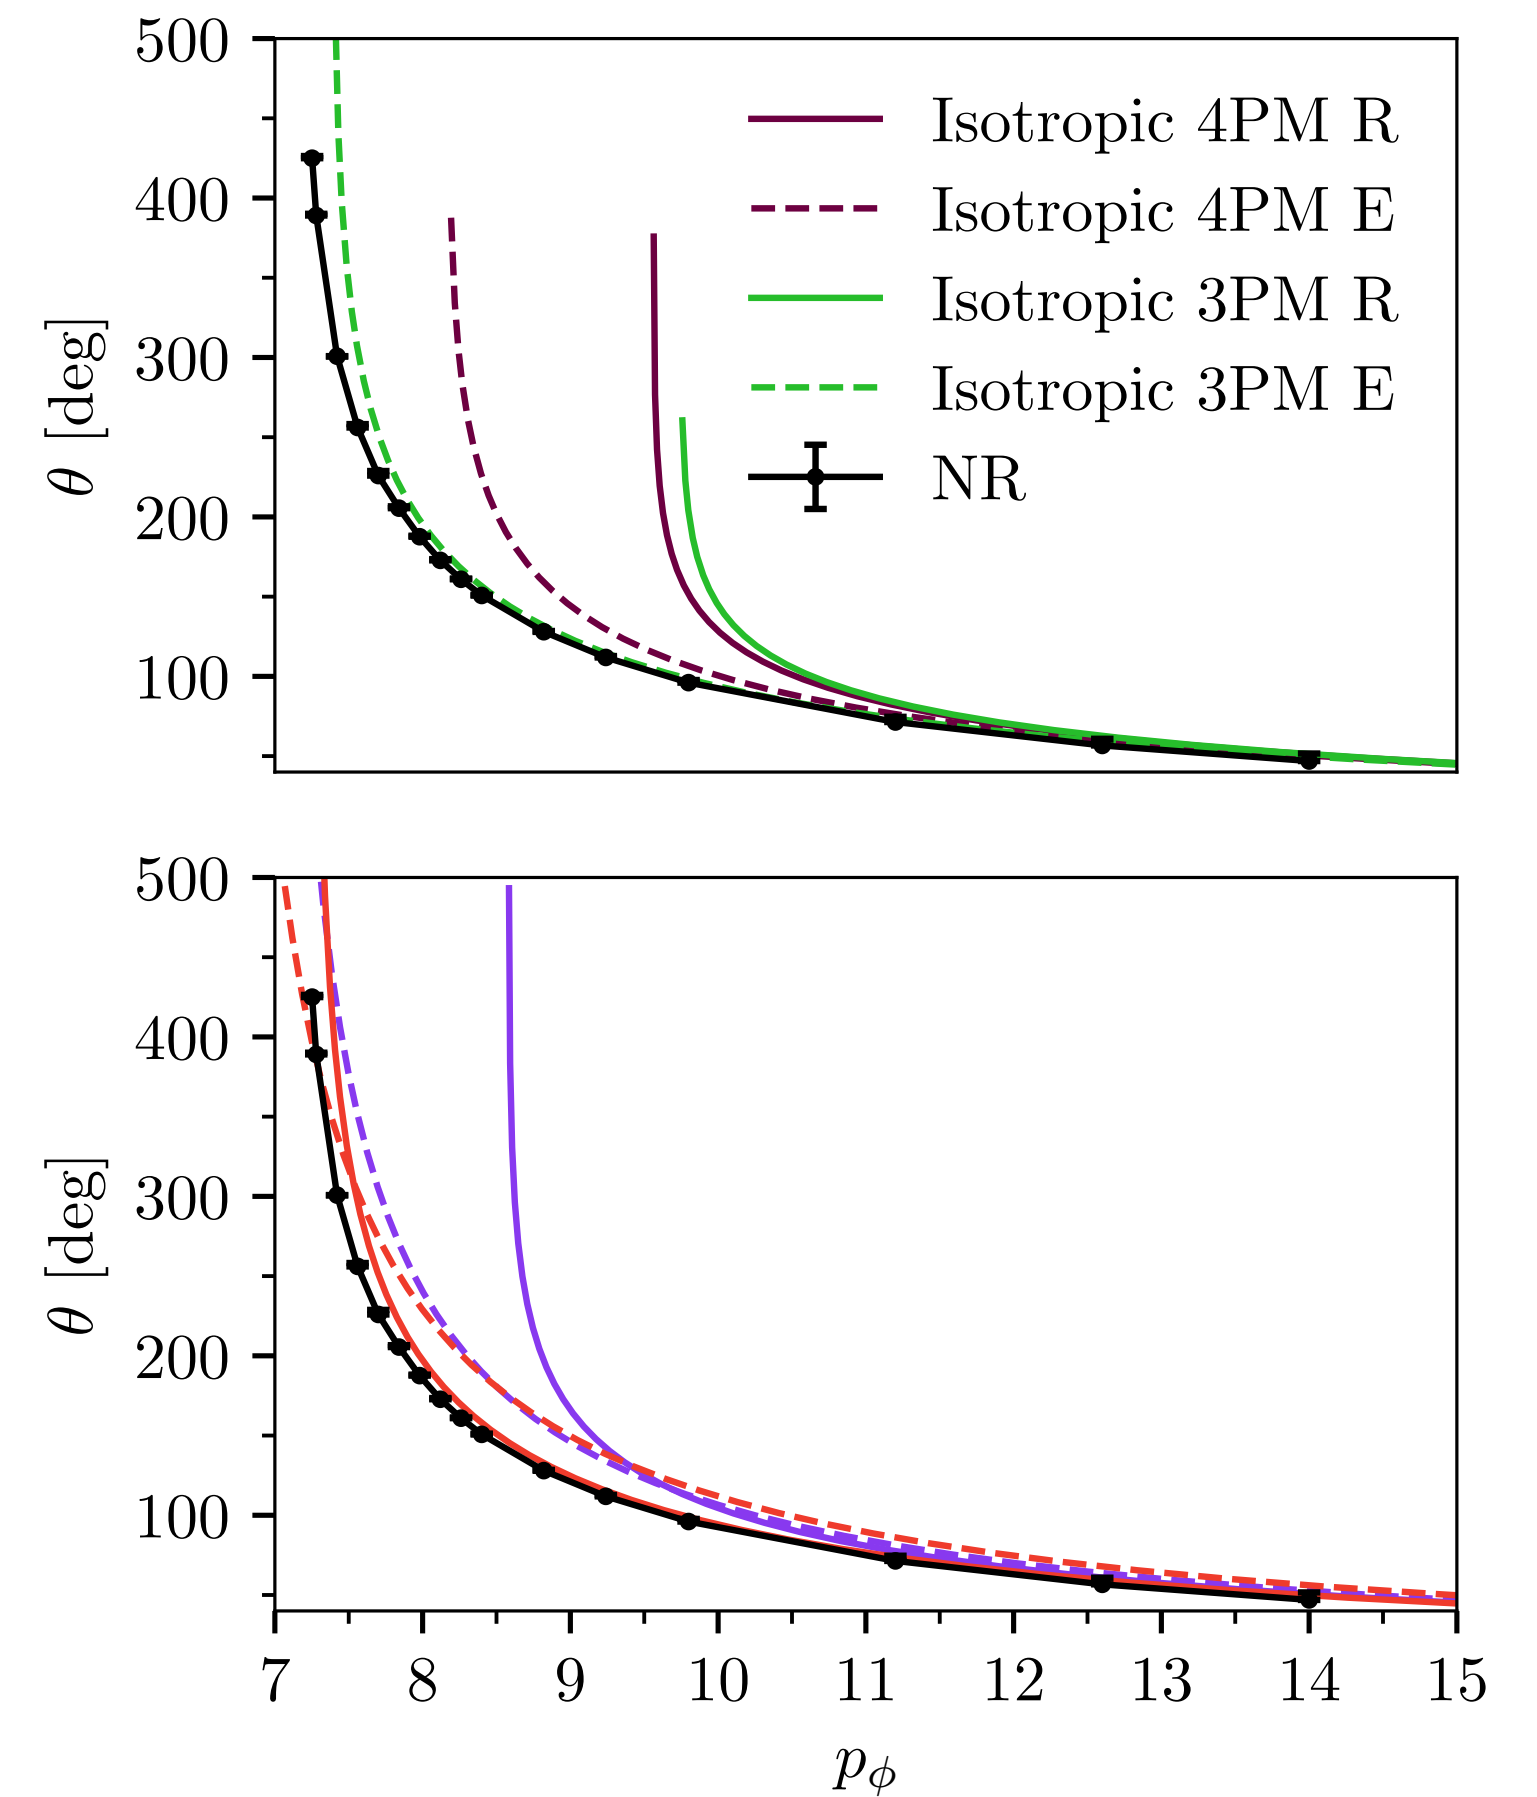 500
400
300
200
100
θ [deg]
Isotropic 4PM R
Isotropic 4PM E
Isotropic 3PM R
Isotropic 3PM E
NR
500
400
300
200
100
θ [deg]
7 8 9 10 11 12 13 14 15
p_ϕ